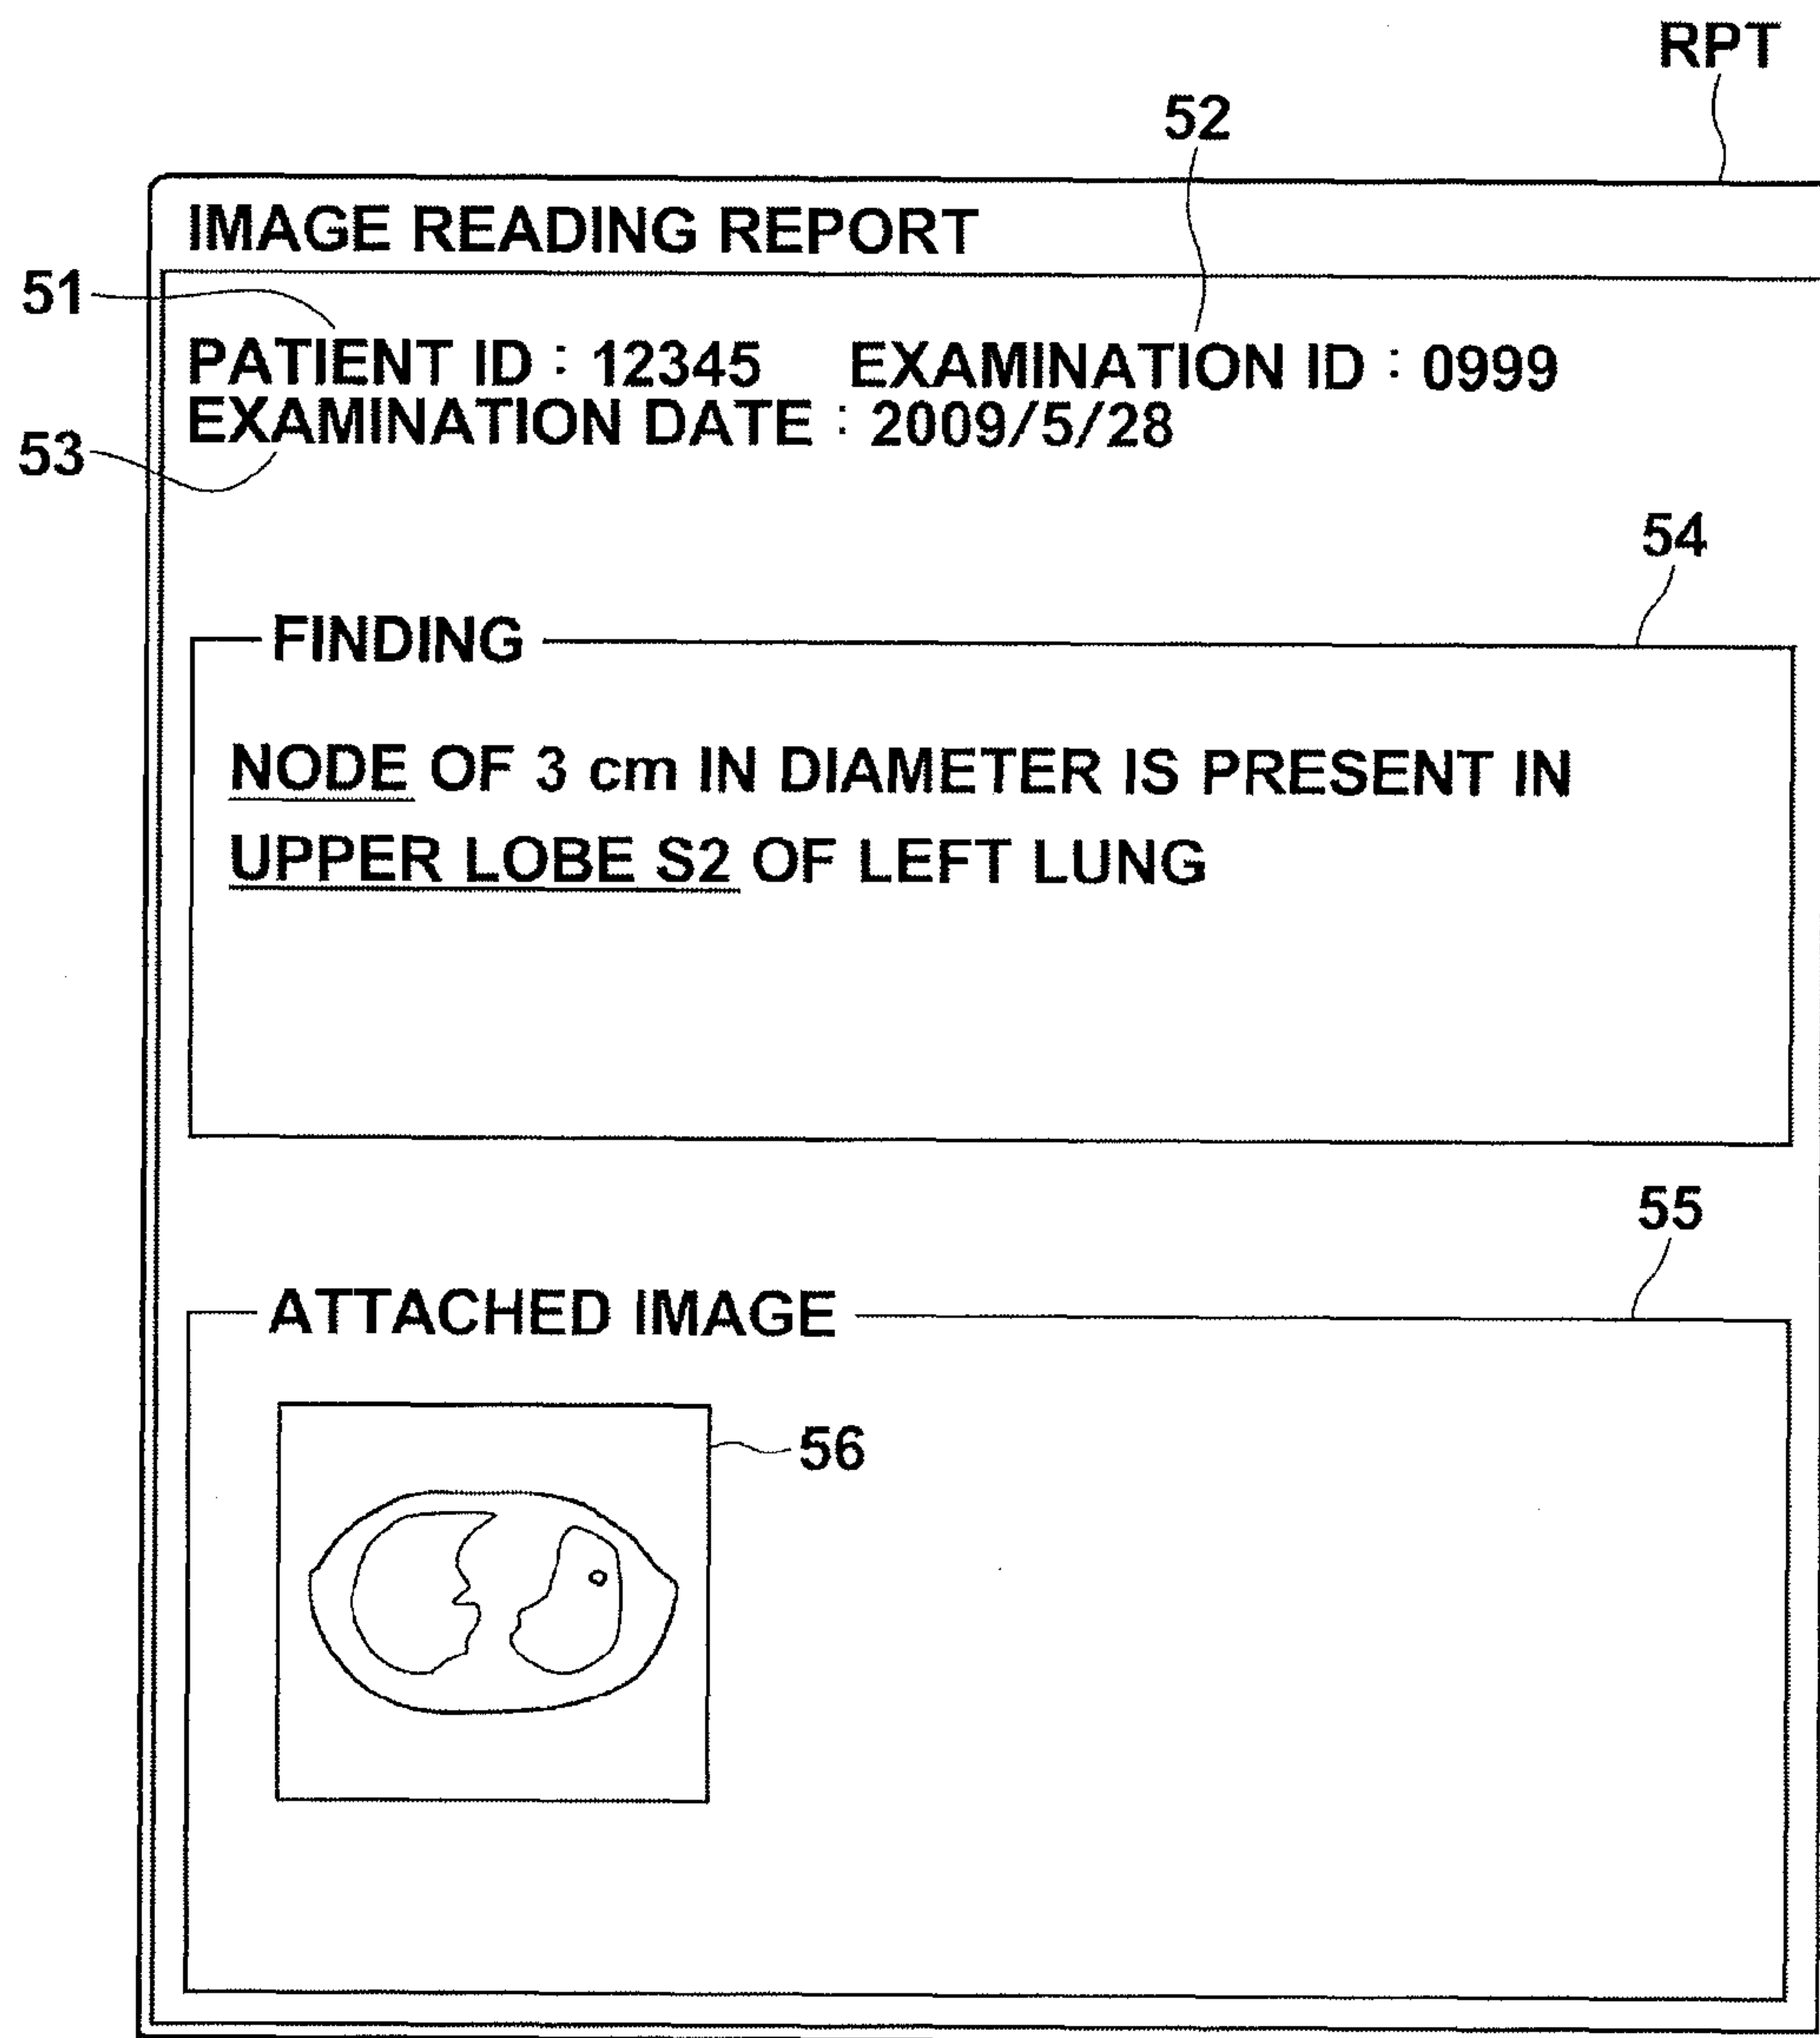 RPT
52
IMAGE READING REPORT
51
PATIENT ID : 12345 EXAMINATION ID : 0999
EXAMINATION DATE : 2009/5/28
53
54
FINDING
NODE OF 3 cm IN DIAMETER IS PRESENT IN
UPPER LOBE S2 OF LEFT LUNG
55
ATTACHED IMAGE
56